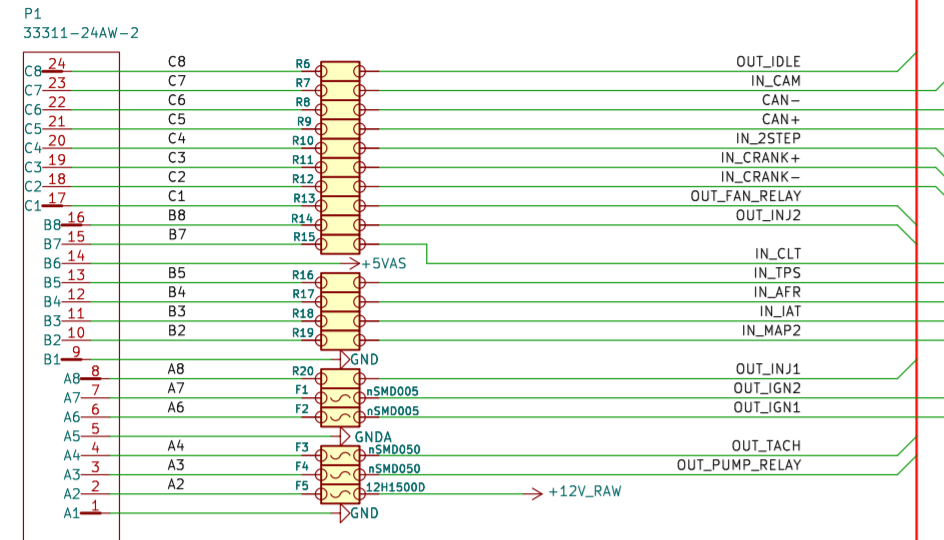 P1
33311-24AW-2
C8 24 C8 R6 OUT_IDLE
C7 23 C7 R7 IN_CAM
C6 22 C6 R8 CAN-
C5 21 C5 R9 CAN+
C4 20 C4 R10 IN_2STEP
C3 19 C3 R11 IN_CRANK+
C2 18 C2 R12 IN_CRANK-
C1 17 C1 R13 OUT_FAN_RELAY
B8 16 B8 R14 OUT_INJ2
B7 15 B7 R15
B6 14 +5VAS IN_CLT
B5 13 B5 R16 IN_TPS
B4 12 B4 R17 IN_AFR
B3 11 B3 R18 IN_IAT
B2 10 B2 R19 IN_MAP2
B1 9 GND
A8 8 A8 R20 OUT_INJ1
A7 7 A7 F1 nSMD005 OUT_IGN2
A6 6 A6 F2 nSMD005 OUT_IGN1
A5 5 GNDA
A4 4 A4 F3 nSMD050 OUT_TACH
A3 3 A3 F4 nSMD050 OUT_PUMP_RELAY
A2 2 A2 F5 12H1500D +12V_RAW
A1 1 GND